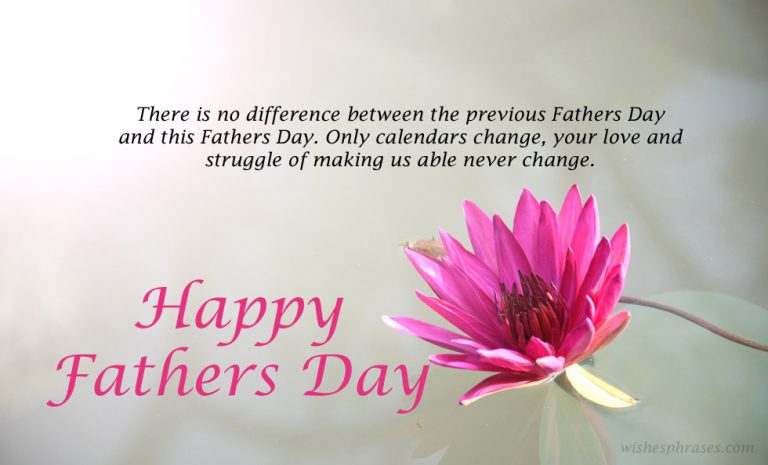 There is no difference between the previous Fathers Day
and this Fathers Day. Only calendars change, your love and
struggle of making us able never change.
Happy
Fathers Day
wishesphrases.com